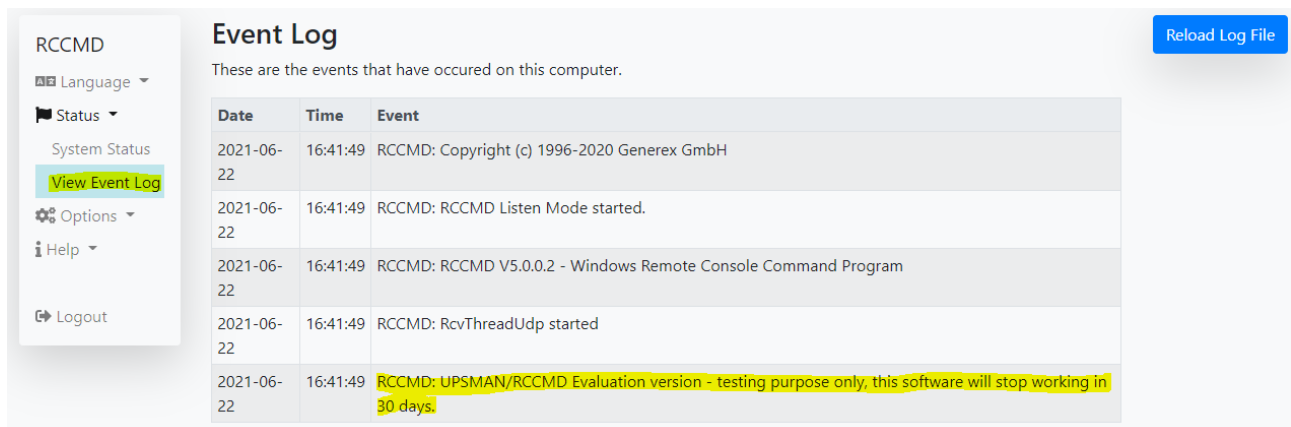 RCCMD
Language
Status
System Status
View Event Log
Options
Help
Logout
Event Log
Reload Log File
These are the events that have occured on this computer.
Date Time Event
2021-06- 16:41:49 RCCMD: Copyright (c) 1996-2020 Generex GmbH
22
2021-06- 16:41:49 RCCMD: RCCMD Listen Mode started.
22
2021-06- 16:41:49 RCCMD: RCCMD V5.0.0.2 - Windows Remote Console Command Program
22
2021-06- 16:41:49 RCCMD: RcvThreadUdp started
22
2021-06- 16:41:49 RCCMD: UPSMAN/RCCMD Evaluation version - testing purpose only, this software will stop working in
22 30 days.